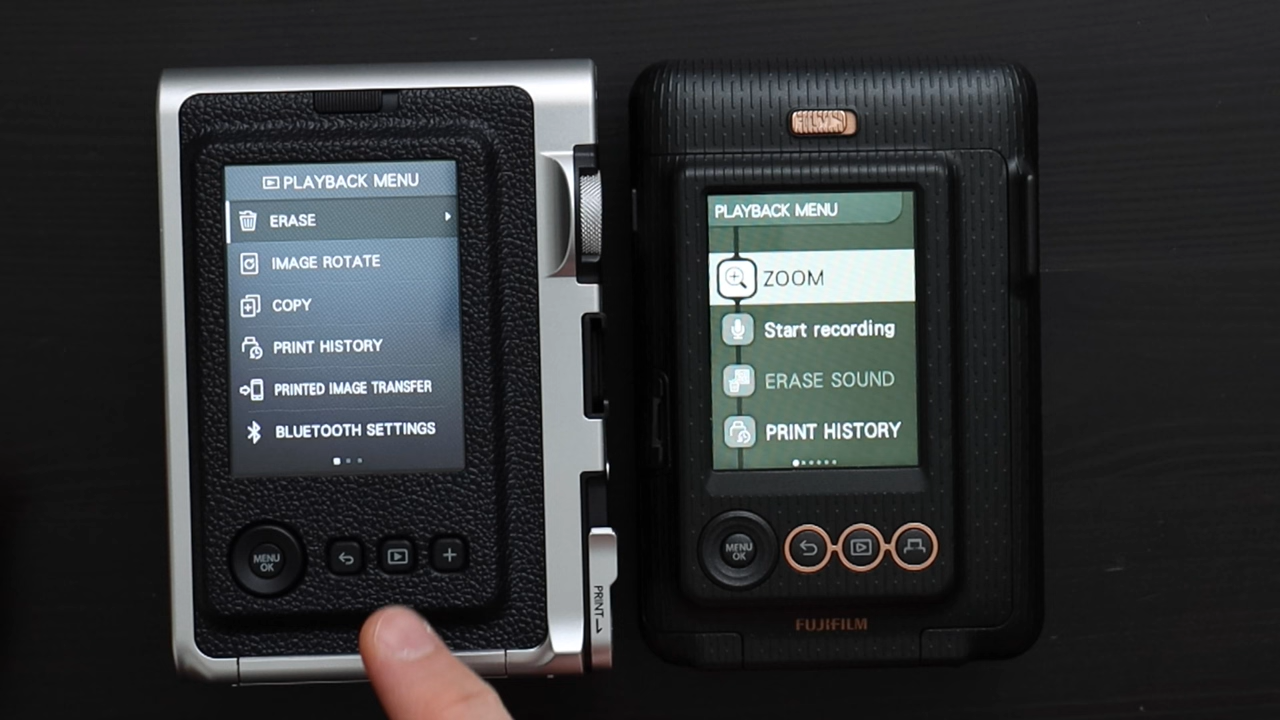 PLAYBACK MENU
ERASE
IMAGE ROTATE
COPY
PRINT HISTORY
PRINTED IMAGE TRANSFER
BLUETOOTH SETTINGS
MENU
OK
PRINT
FILM
PLAYBACK MENU
ZOOM
Start recording
ERASE SOUND
PRINT HISTORY
MENU
OK
FUJIFILM